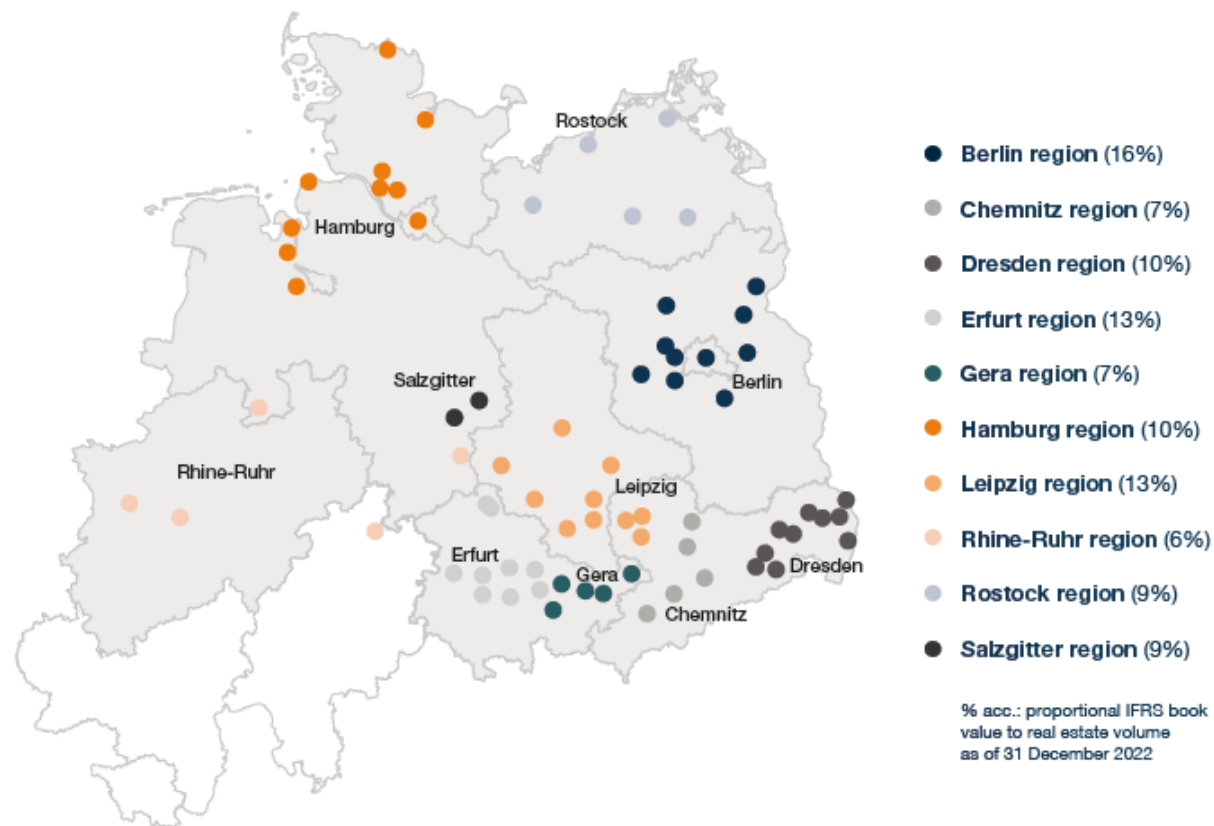 Rostock
Hamburg
Salzgitter
Berlin
Rhine-Ruhr
Leipzig
Erfurt
Gera
Dresden
Chemnitz
Berlin region (16%)
Chemnitz region (7%)
Dresden region (10%)
Erfurt region (13%)
Gera region (7%)
Hamburg region (10%)
Leipzig region (13%)
Rhine-Ruhr region (6%)
Rostock region (9%)
Salzgitter region (9%)
% acc.: proportional IFRS book
value to real estate volume
as of 31 December 2022